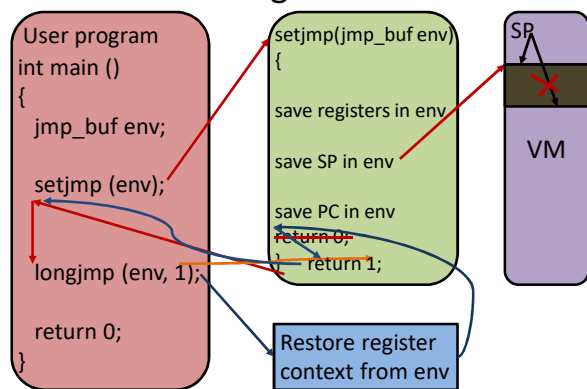 User program
int main ()
{
jmp_buf env;
setjmp (env);
longjmp (env, 1);
return 0;
}
setjmp(jmp_buf env)
{
save registers in env
save SP in env
save PC in env
return 0;
} return 1;
Restore register
context from env
SP
VM